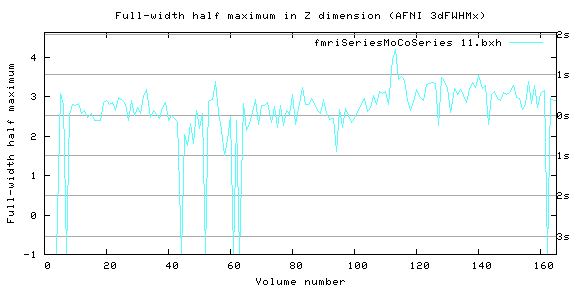 Full-width half maximum in Z dimension (AFNI 3dFWHMx)
fmriSeriesMoCoSeries 11.bxh
Full-width half maximum
4
3
2
1
0
-1
2s
1s
0s
1s
2s
3s
0 20 40 60 80 100 120 140 160
Volume number